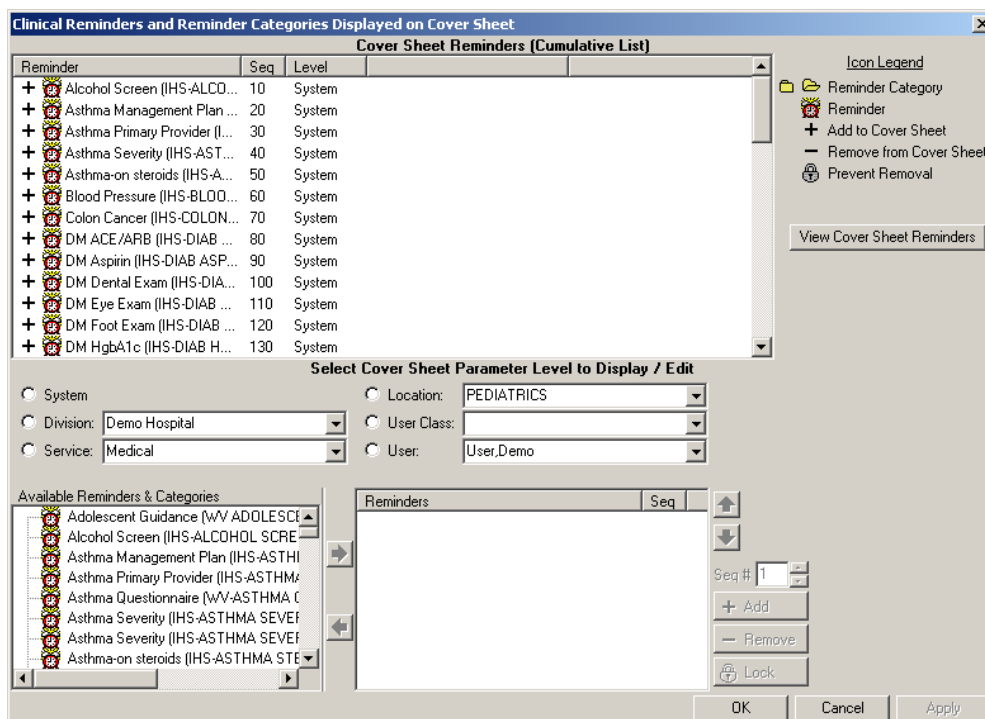 Clinical Reminders and Reminder Categories Displayed on Cover Sheet
Cover Sheet Reminders (Cumulative List)
Reminder Seq Level
Alcohol Screen (IHS-ALCO... 10 System
Asthma Management Plan ... 20 System
Asthma Primary Provider (I... 30 System
Asthma Severity (IHS-AST... 40 System
Asthma-on steroids (IHS-A... 50 System
Blood Pressure (IHS-BLOO... 60 System
Colon Cancer (IHS-COLON... 70 System
DM ACE/ARB (IHS-DIAB ... 80 System
DM Aspirin (IHS-DIAB ASP... 90 System
DM Dental Exam (IHS-DIA... 100 System
DM Eye Exam (IHS-DIAB ... 110 System
DM Foot Exam (IHS-DIAB ... 120 System
DM HgbA1c (IHS-DIAB H... 130 System
Icon Legend
Reminder Category
Reminder
Add to Cover Sheet
Remove from Cover Sheet
Prevent Removal
View Cover Sheet Reminders
Select Cover Sheet Parameter Level to Display / Edit
System
Division: Demo Hospital
Service: Medical
Location: PEDIATRICS
User Class:
User: User,Demo
Available Reminders & Categories
Adolescent Guidance (WV ADOLESCE
Alcohol Screen (IHS-ALCOHOL SCRE
Asthma Management Plan (IHS-ASTH
Asthma Primary Provider (IHS-ASTHMA
Asthma Questionnaire (WV-ASTHMA Q
Asthma Severity (IHS-ASTHMA SEVER
Asthma Severity (IHS-ASTHMA SEVER
Asthma-on steroids (IHS-ASTHMA STE
Reminders Seq
Seq # 1
+ Add
− Remove
Lock
OK Cancel Apply